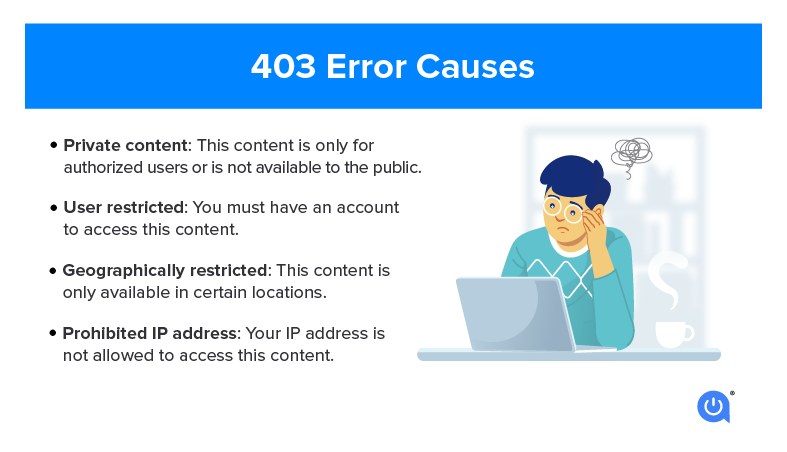 403 Error Causes
• Private content: This content is only for
authorized users or is not available to the public.
• User restricted: You must have an account
to access this content.
• Geographically restricted: This content is
only available in certain locations.
• Prohibited IP address: Your IP address is
not allowed to access this content.
®